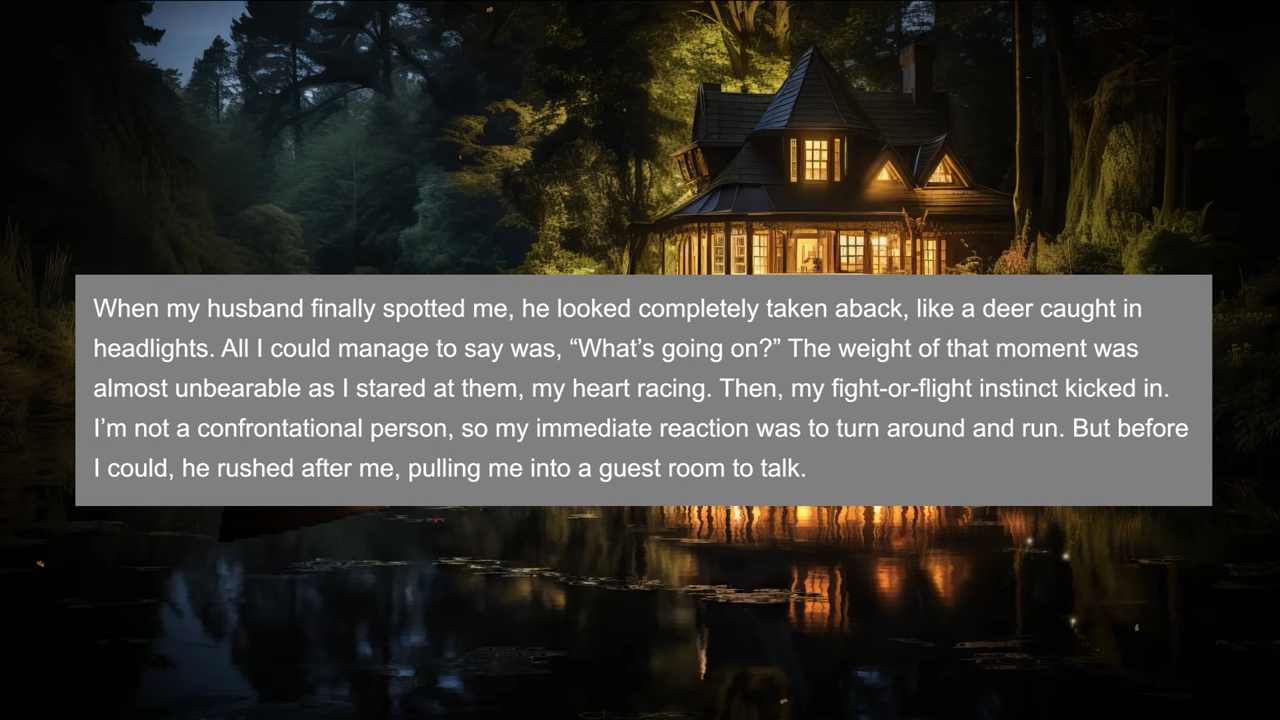 When my husband finally spotted me, he looked completely taken aback, like a deer caught in
headlights. All I could manage to say was, “What’s going on?” The weight of that moment was
almost unbearable as I stared at them, my heart racing. Then, my fight-or-flight instinct kicked in.
I’m not a confrontational person, so my immediate reaction was to turn around and run. But before
I could, he rushed after me, pulling me into a guest room to talk.